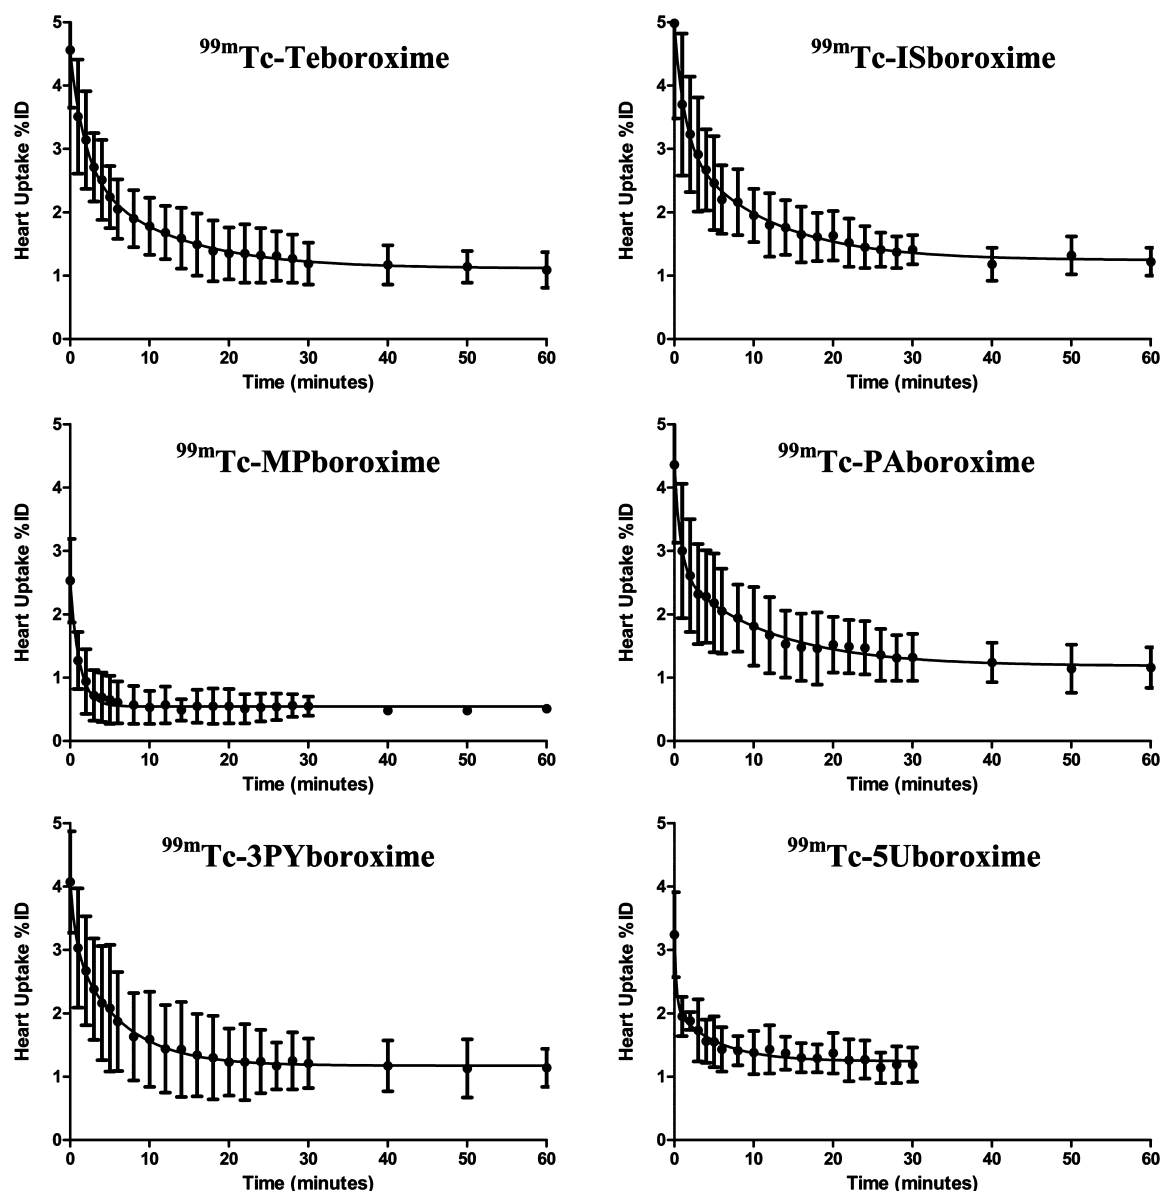 99mTc-Teboroxime
Heart Uptake %ID
5
4
3
2
1
0
0 10 20 30 40 50 60
Time (minutes)
99mTc-ISboroxime
Heart Uptake %ID
5
4
3
2
1
0
0 10 20 30 40 50 60
Time (minutes)
99mTc-MPboroxime
Heart Uptake %ID
5
4
3
2
1
0
0 10 20 30 40 50 60
Time (minutes)
99mTc-PAboroxime
Heart Uptake %ID
5
4
3
2
1
0
0 10 20 30 40 50 60
Time (minutes)
99mTc-3PYboroxime
Heart Uptake %ID
5
4
3
2
1
0
0 10 20 30 40 50 60
Time (minutes)
99mTc-5Uboroxime
Heart Uptake %ID
5
4
3
2
1
0
0 10 20 30 40 50 60
Time (minutes)